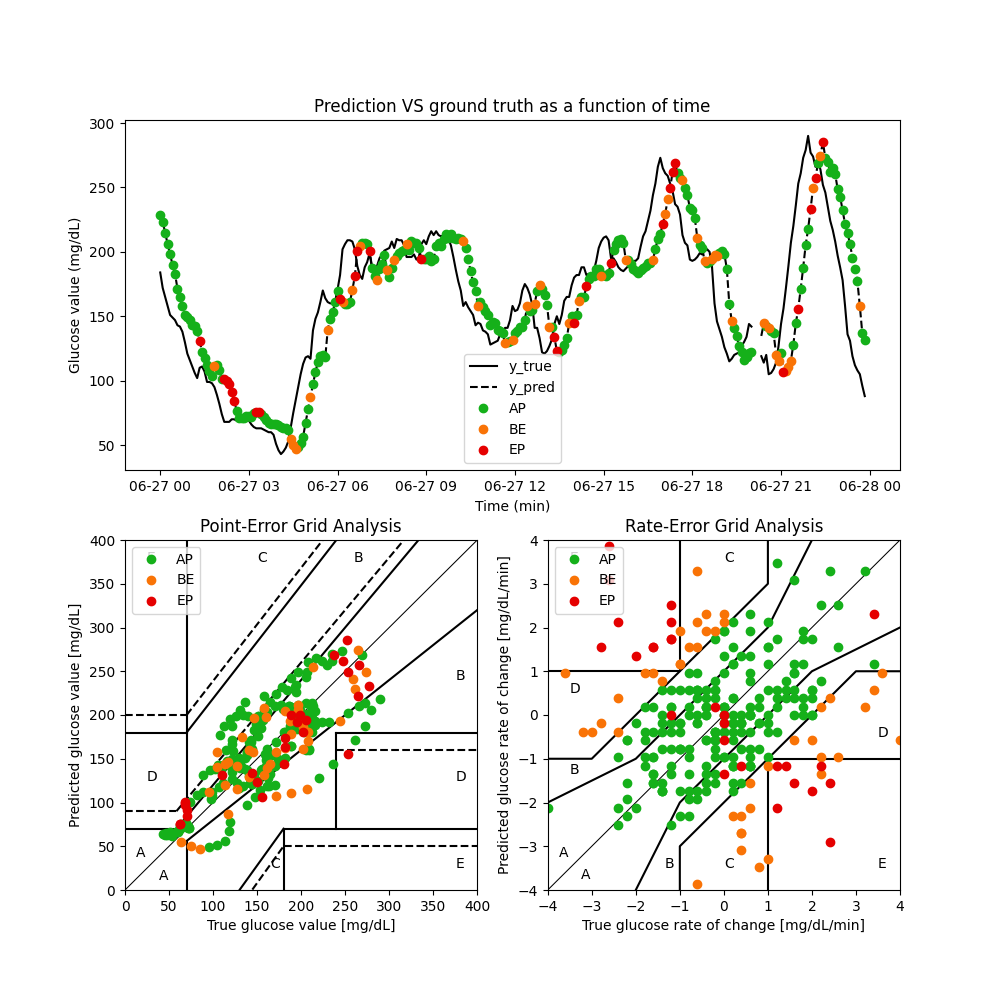 Prediction VS ground truth as a function of time
Glucose value (mg/dL)
300
250
200
150
100
50
y_true
y_pred
AP
BE
EP
06-27 00 06-27 03 06-27 06 06-27 09 06-27 12 06-27 15 06-27 18 06-27 21 06-28 00
Time (min)
Point-Error Grid Analysis
Predicted glucose value [mg/dL]
400
350
300
250
200
150
100
50
0
AP
BE
EP
C
B
B
D
D
A
A
C
E
0 50 100 150 200 250 300 350 400
True glucose value [mg/dL]
Rate-Error Grid Analysis
Predicted glucose rate of change [mg/dL/min]
4
3
2
1
0
−1
−2
−3
−4
AP
BE
EP
C
D
D
B
A
A
B
C
E
−4 −3 −2 −1 0 1 2 3 4
True glucose rate of change [mg/dL/min]